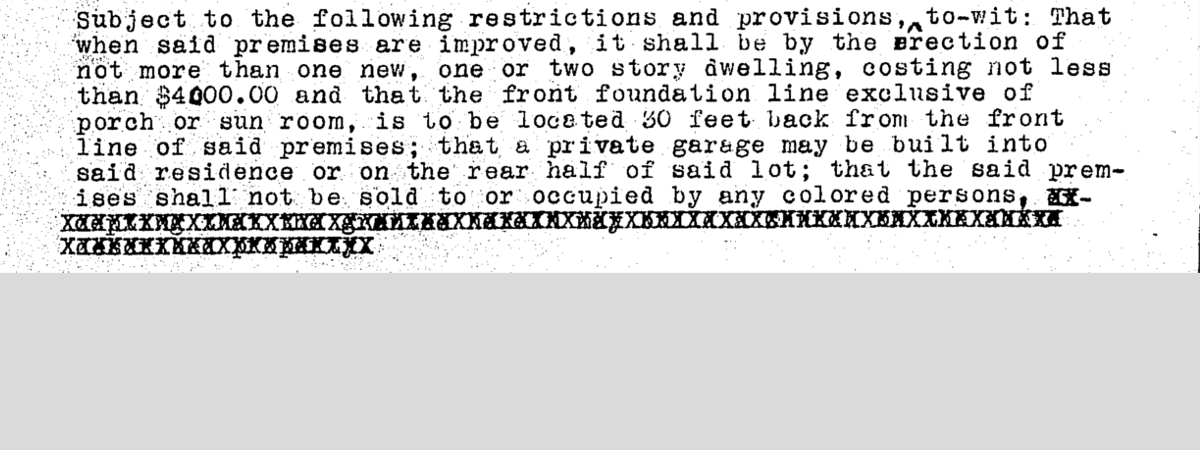 Subject to the following restrictions and provisions,^to-wit: That
when said premises are improved, it shall be by the erection of
not more than one new, one or two story dwelling, costing not less
than $4000.00 and that the front foundation line exclusive of
porch or sun room, is to be located 30 feet back from the front
line of said premises; that a private garage may be built into
said residence or on the rear half of said lot; that the said prem-
ises shall not be sold to or occupied by any colored persons,